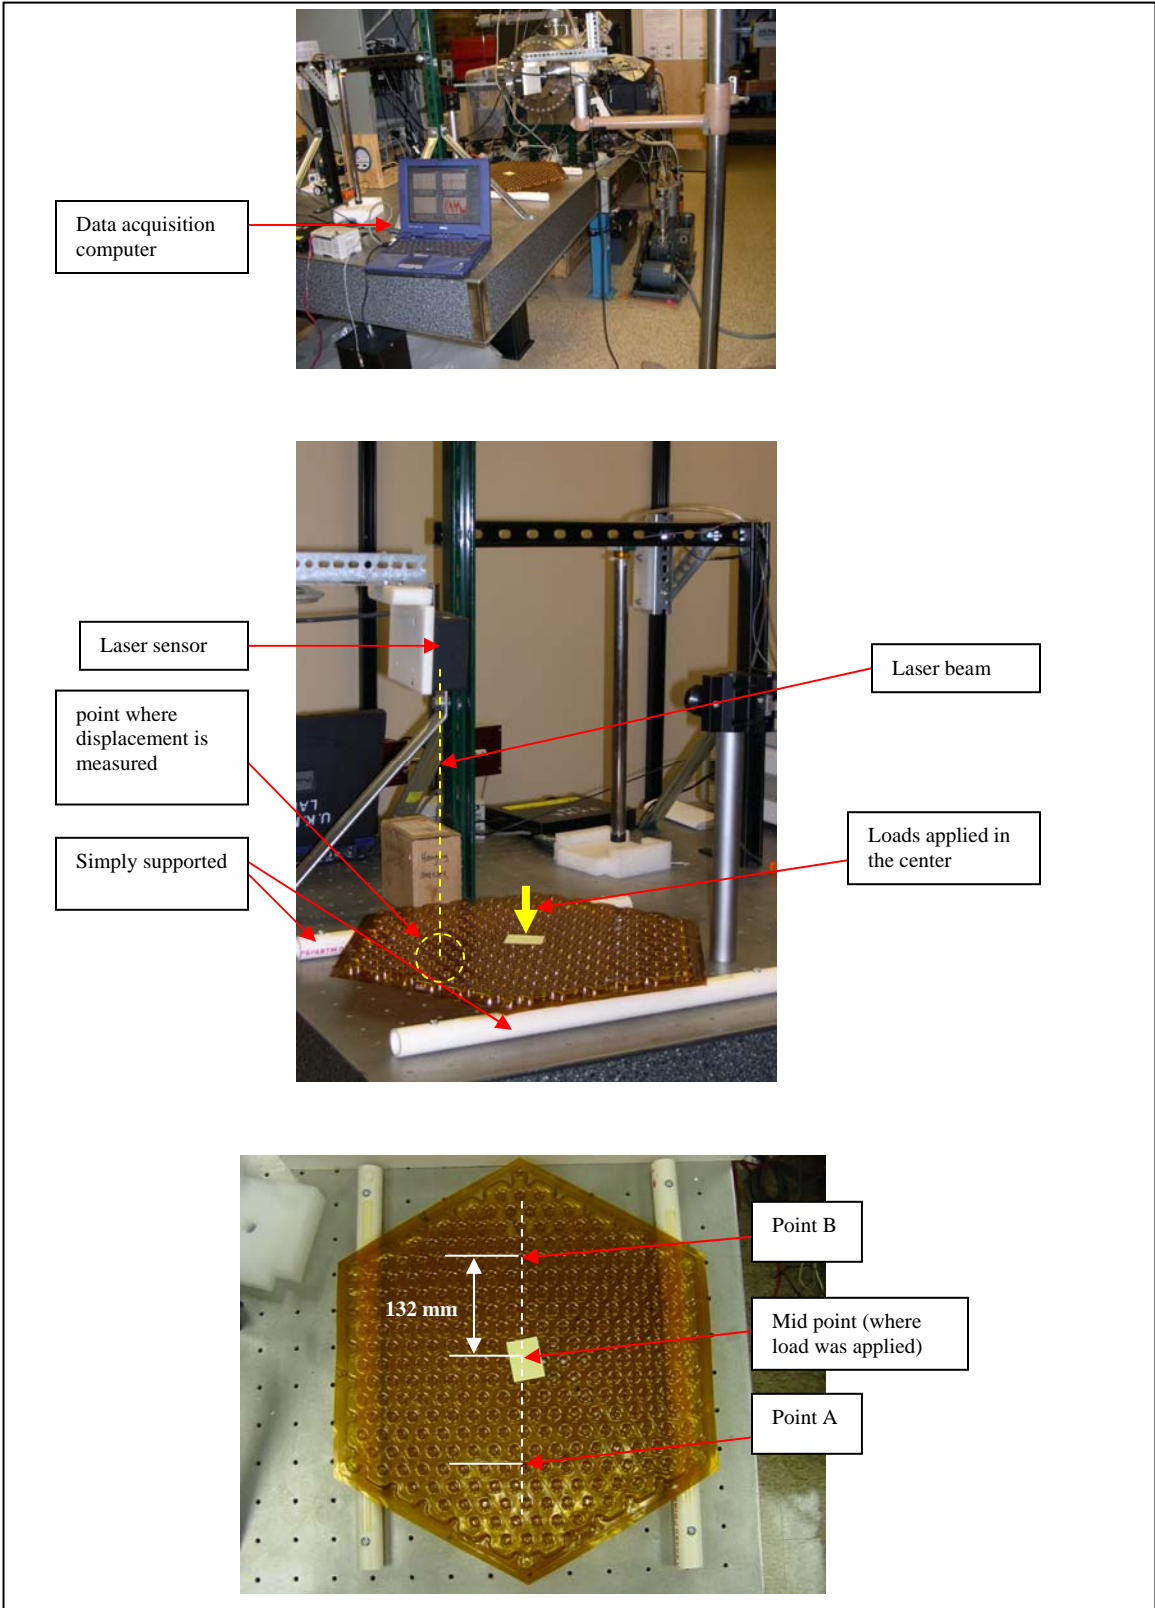 Data acquisition
computer
Laser sensor
Laser beam
point where
displacement is
measured
Loads applied in
the center
Simply supported
Point B
132 mm
Mid point (where
load was applied)
Point A